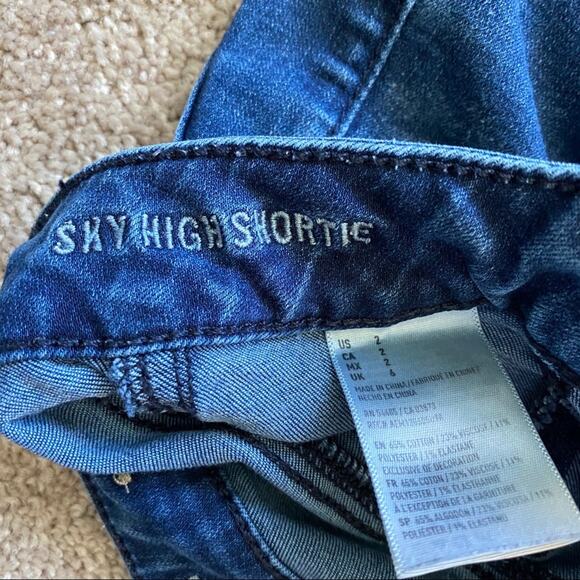 SKY HIGH SHORTIE
US 2
CA 2
MX 2
UK 6
MADE IN CHINA/FABRIQUÉ EN CHINE/
HECHO EN CHINA
EN 65% COTTON / 23% VISCOSE / 11%
POLYESTER / 1% ELASTANE
EXCLUSIVE OF DECORATION
FR 65% COTON / 23% VISCOSE / 11%
POLYESTER / 1% ÉLASTHANNE
À L'EXCEPTION DE LA GARNITURE
SP 65% ALGODÓN / 23% VISCOSA / 11%
POLIÉSTER / 1% ELASTANO